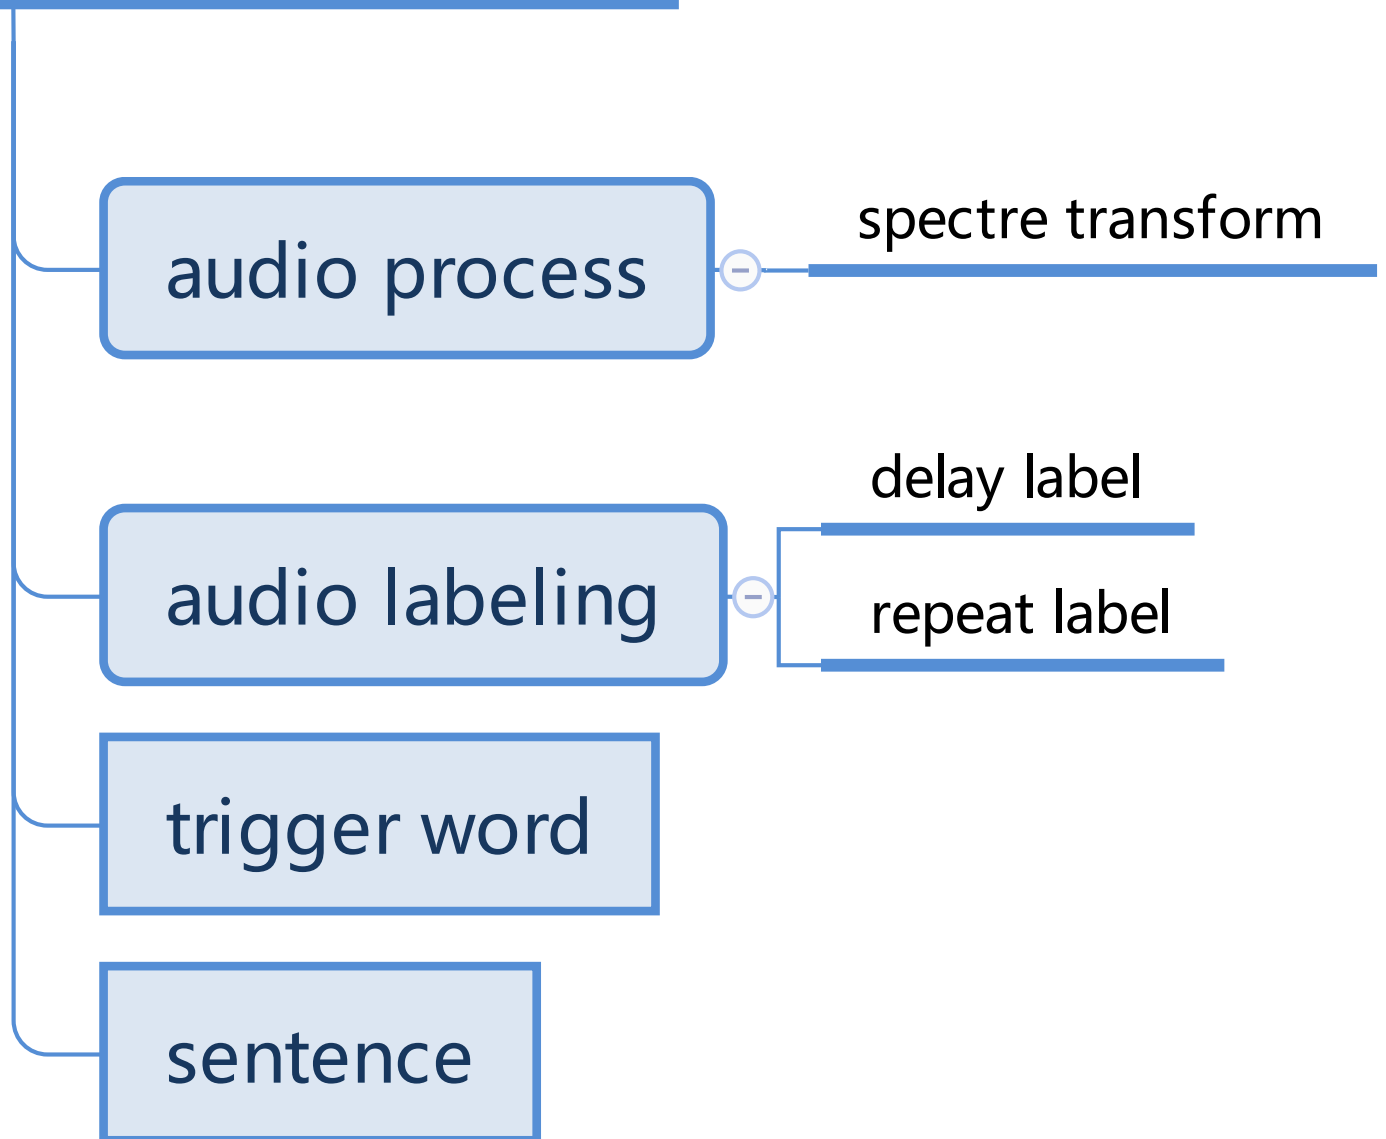 spectre transform
audio process
delay label
audio labeling
repeat label
trigger word
sentence